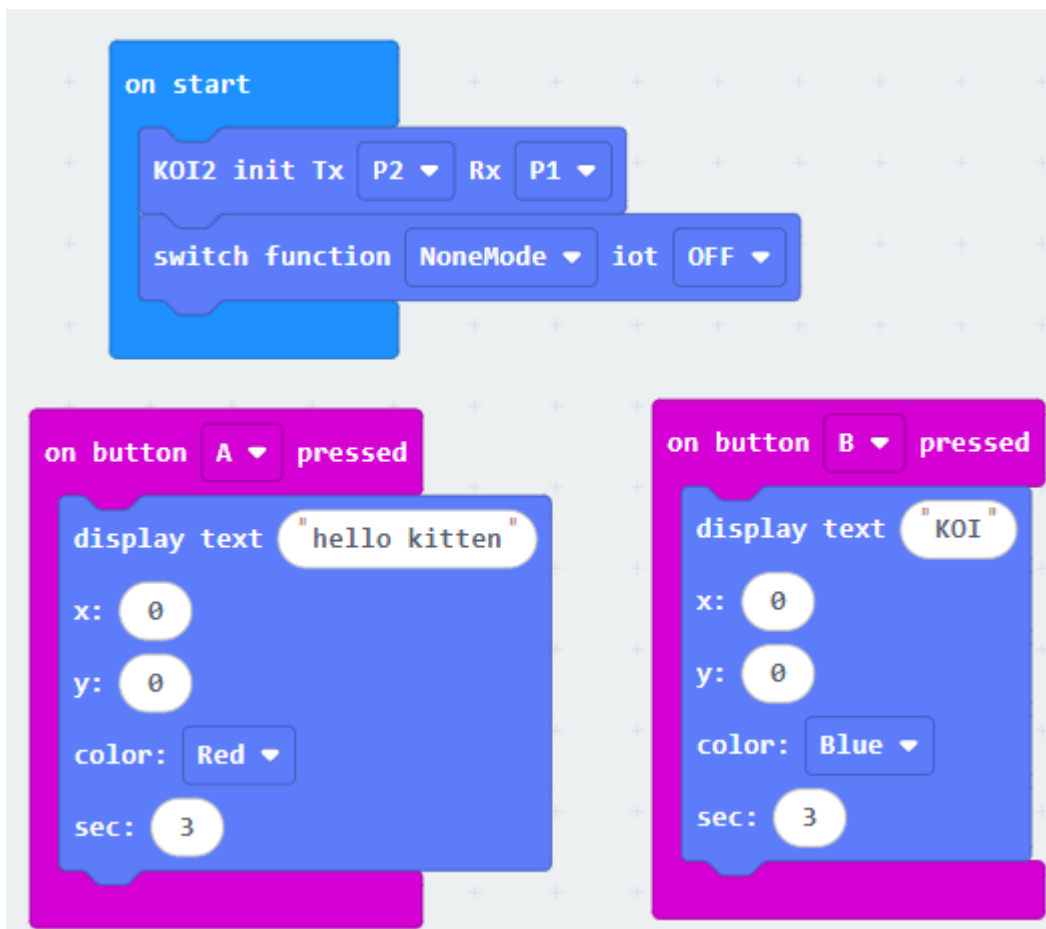 on start
KOI2 init Tx P2 Rx P1
switch function NoneMode iot OFF
on button A pressed
display text "hello kitten"
x: 0
y: 0
color: Red
sec: 3
on button B pressed
display text "KOI"
x: 0
y: 0
color: Blue
sec: 3